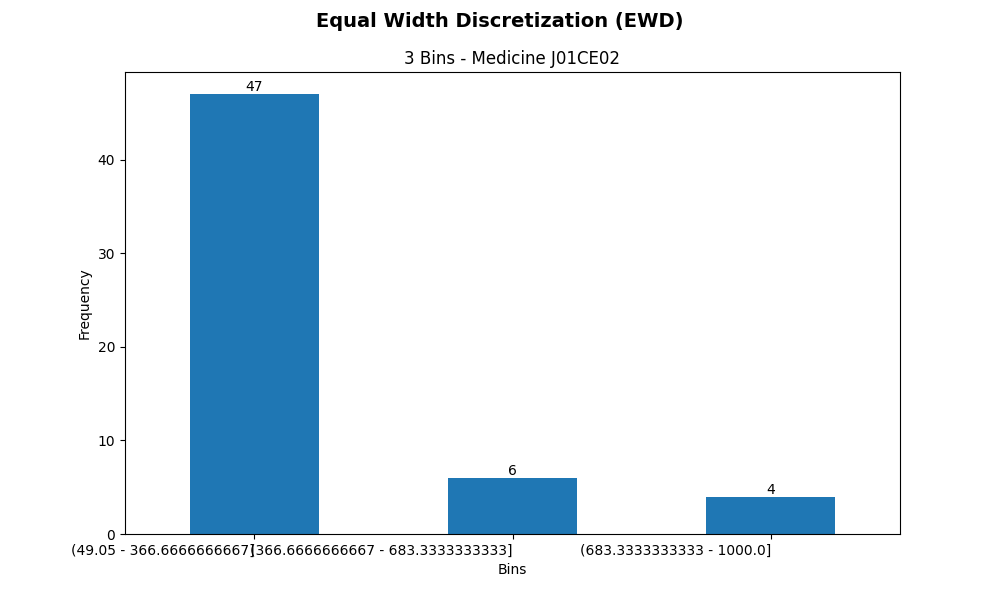 Equal Width Discretization (EWD)
3 Bins - Medicine J01CE02
47
6
4
40
30
20
10
0
Frequency
(49.05 - 366.6666666667]
(366.6666666667 - 683.3333333333]
(683.3333333333 - 1000.0]
Bins